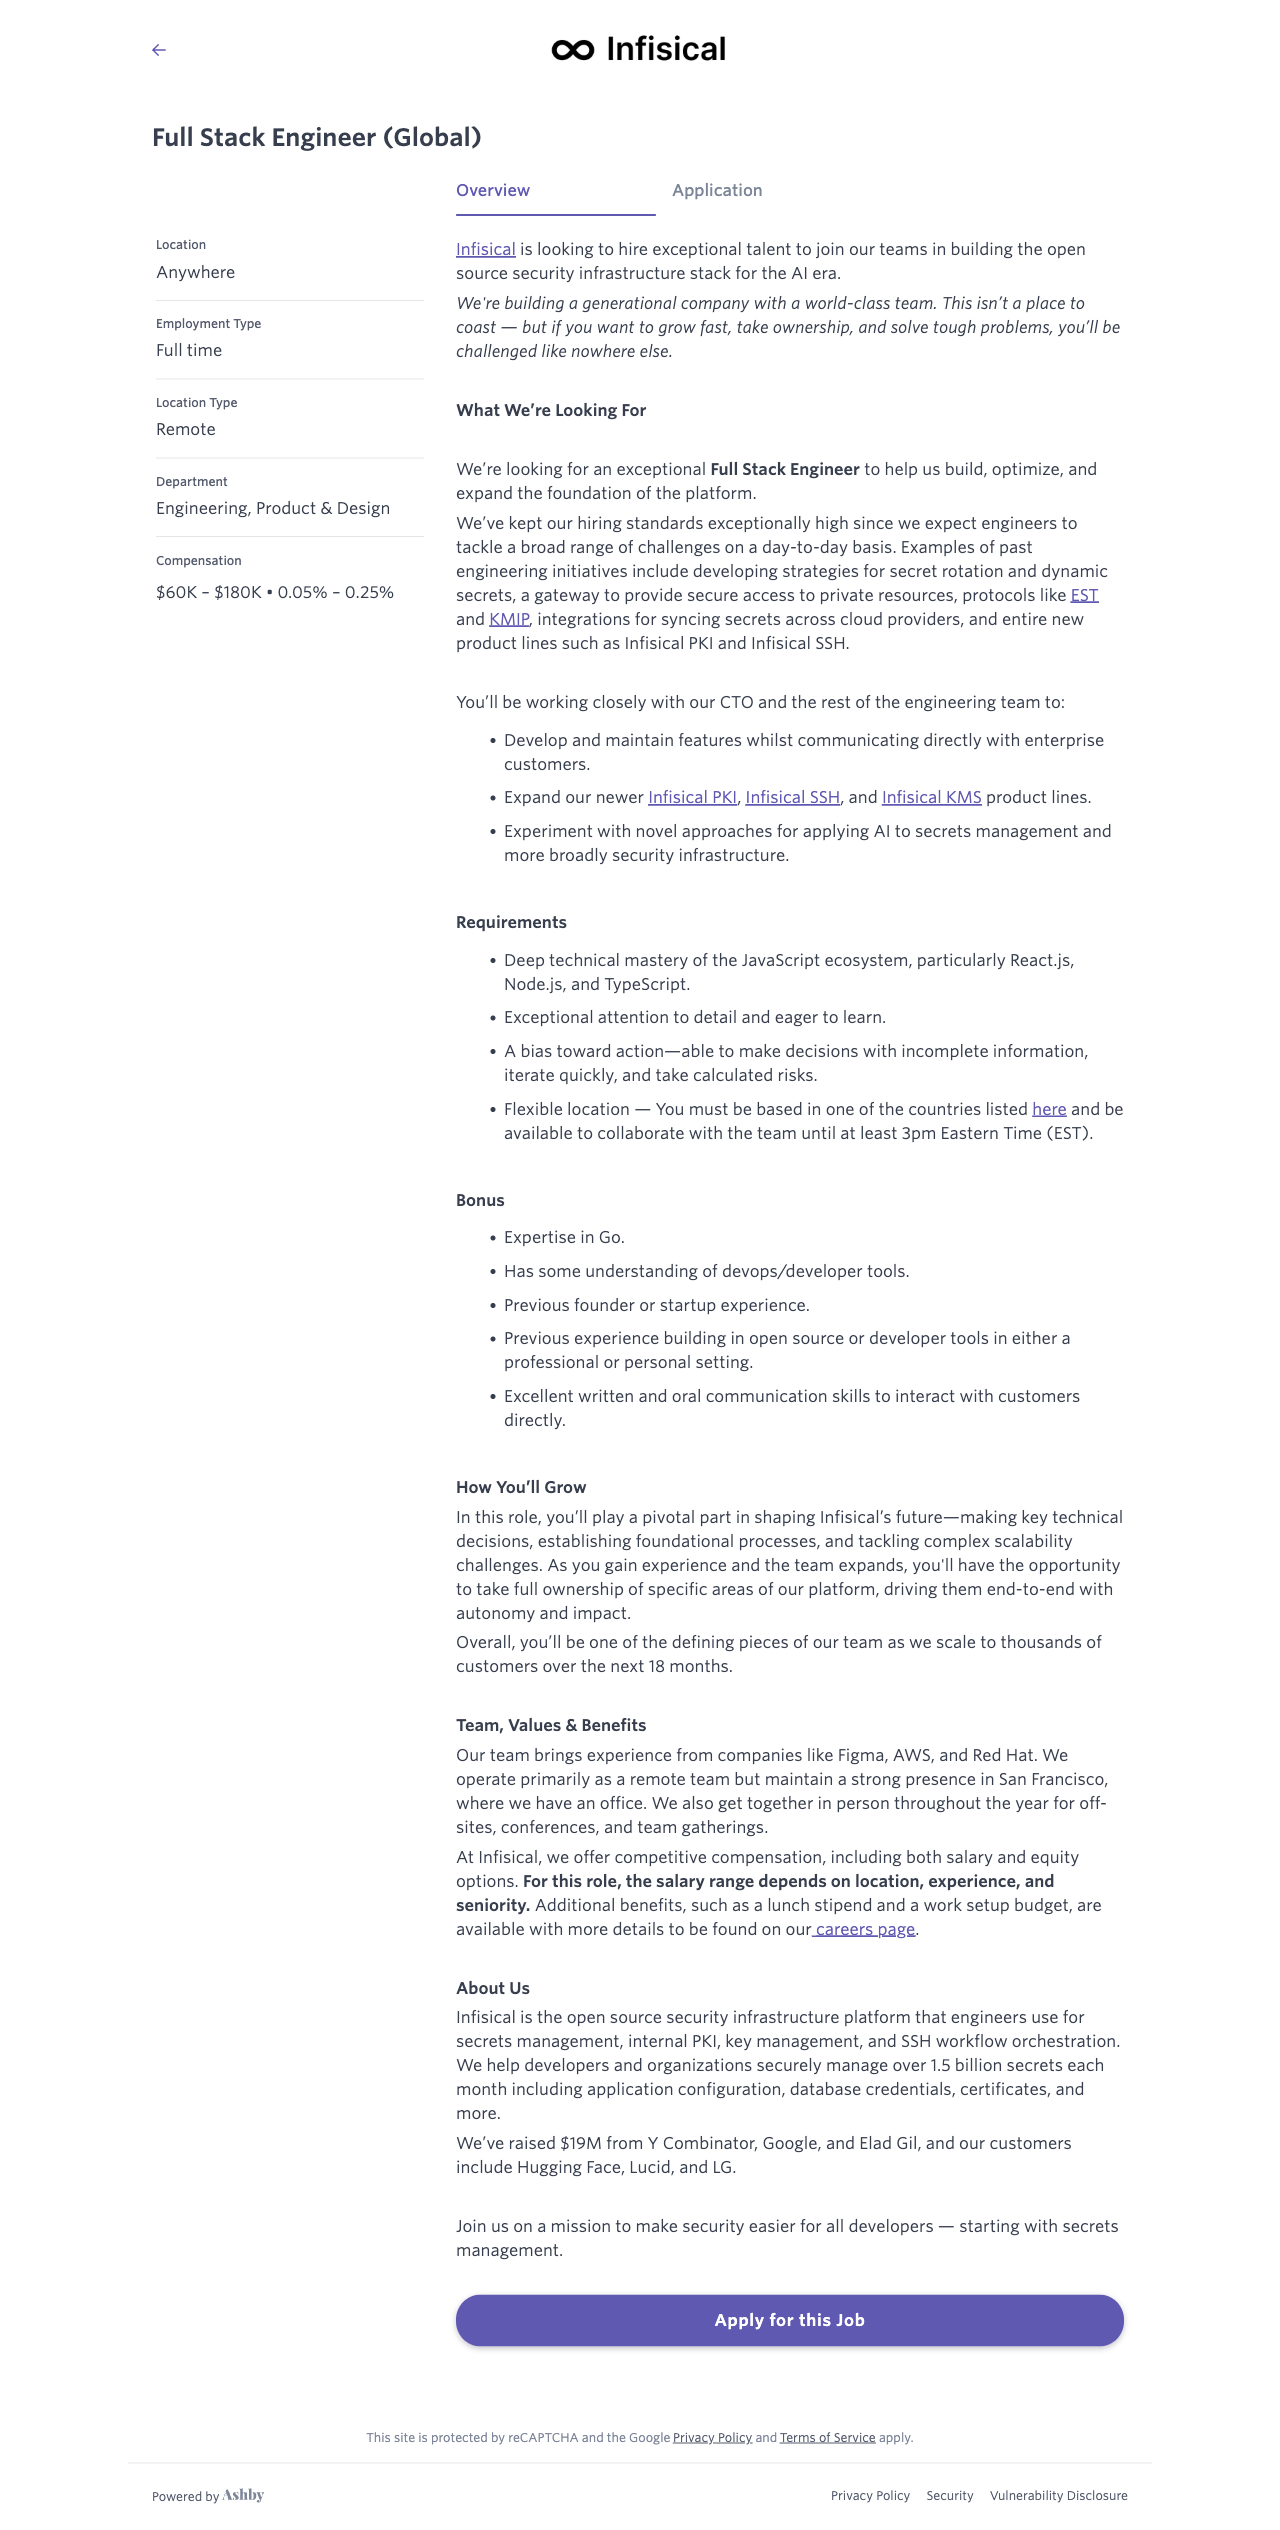 Infisical
Full Stack Engineer (Global)
Overview
Application
Location
Anywhere
Employment Type
Full time
Location Type
Remote
Department
Engineering, Product & Design
Compensation
$60K – $180K • 0.05% – 0.25%
Infisical is looking to hire exceptional talent to join our teams in building the open
source security infrastructure stack for the AI era.
We're building a generational company with a world-class team. This isn’t a place to
coast — but if you want to grow fast, take ownership, and solve tough problems, you’ll be
challenged like nowhere else.
What We’re Looking For
We’re looking for an exceptional Full Stack Engineer to help us build, optimize, and
expand the foundation of the platform.
We’ve kept our hiring standards exceptionally high since we expect engineers to
tackle a broad range of challenges on a day-to-day basis. Examples of past
engineering initiatives include developing strategies for secret rotation and dynamic
secrets, a gateway to provide secure access to private resources, protocols like EST
and KMIP, integrations for syncing secrets across cloud providers, and entire new
product lines such as Infisical PKI and Infisical SSH.
You’ll be working closely with our CTO and the rest of the engineering team to:
• Develop and maintain features whilst communicating directly with enterprise
customers.
• Expand our newer Infisical PKI, Infisical SSH, and Infisical KMS product lines.
• Experiment with novel approaches for applying AI to secrets management and
more broadly security infrastructure.
Requirements
• Deep technical mastery of the JavaScript ecosystem, particularly React.js,
Node.js, and TypeScript.
• Exceptional attention to detail and eager to learn.
• A bias toward action—able to make decisions with incomplete information,
iterate quickly, and take calculated risks.
• Flexible location — You must be based in one of the countries listed here and be
available to collaborate with the team until at least 3pm Eastern Time (EST).
Bonus
• Expertise in Go.
• Has some understanding of devops/developer tools.
• Previous founder or startup experience.
• Previous experience building in open source or developer tools in either a
professional or personal setting.
• Excellent written and oral communication skills to interact with customers
directly.
How You’ll Grow
In this role, you’ll play a pivotal part in shaping Infisical’s future—making key technical
decisions, establishing foundational processes, and tackling complex scalability
challenges. As you gain experience and the team expands, you'll have the opportunity
to take full ownership of specific areas of our platform, driving them end-to-end with
autonomy and impact.
Overall, you’ll be one of the defining pieces of our team as we scale to thousands of
customers over the next 18 months.
Team, Values & Benefits
Our team brings experience from companies like Figma, AWS, and Red Hat. We
operate primarily as a remote team but maintain a strong presence in San Francisco,
where we have an office. We also get together in person throughout the year for off-
sites, conferences, and team gatherings.
At Infisical, we offer competitive compensation, including both salary and equity
options. For this role, the salary range depends on location, experience, and
seniority. Additional benefits, such as a lunch stipend and a work setup budget, are
available with more details to be found on our careers page.
About Us
Infisical is the open source security infrastructure platform that engineers use for
secrets management, internal PKI, key management, and SSH workflow orchestration.
We help developers and organizations securely manage over 1.5 billion secrets each
month including application configuration, database credentials, certificates, and
more.
We’ve raised $19M from Y Combinator, Google, and Elad Gil, and our customers
include Hugging Face, Lucid, and LG.
Join us on a mission to make security easier for all developers — starting with secrets
management.
Apply for this Job
This site is protected by reCAPTCHA and the Google Privacy Policy and Terms of Service apply.
Powered by Ashby
Privacy Policy
Security
Vulnerability Disclosure